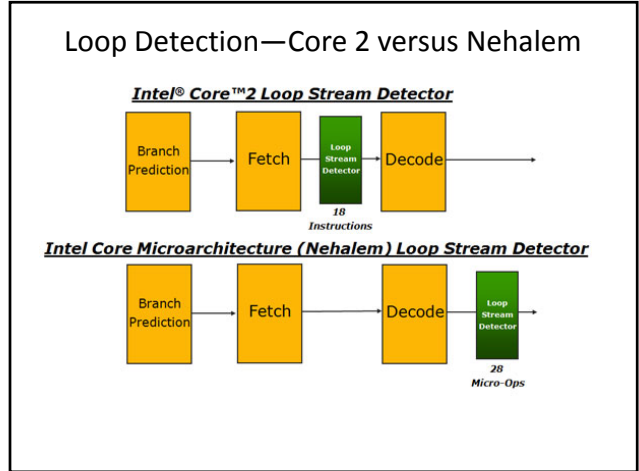 Loop Detection—Core 2 versus Nehalem
Intel® Core™2 Loop Stream Detector
Branch
Prediction
Fetch
Loop
Stream
Detector
Decode
18
Instructions
Intel Core Microarchitecture (Nehalem) Loop Stream Detector
Branch
Prediction
Fetch
Decode
Loop
Stream
Detector
28
Micro-Ops